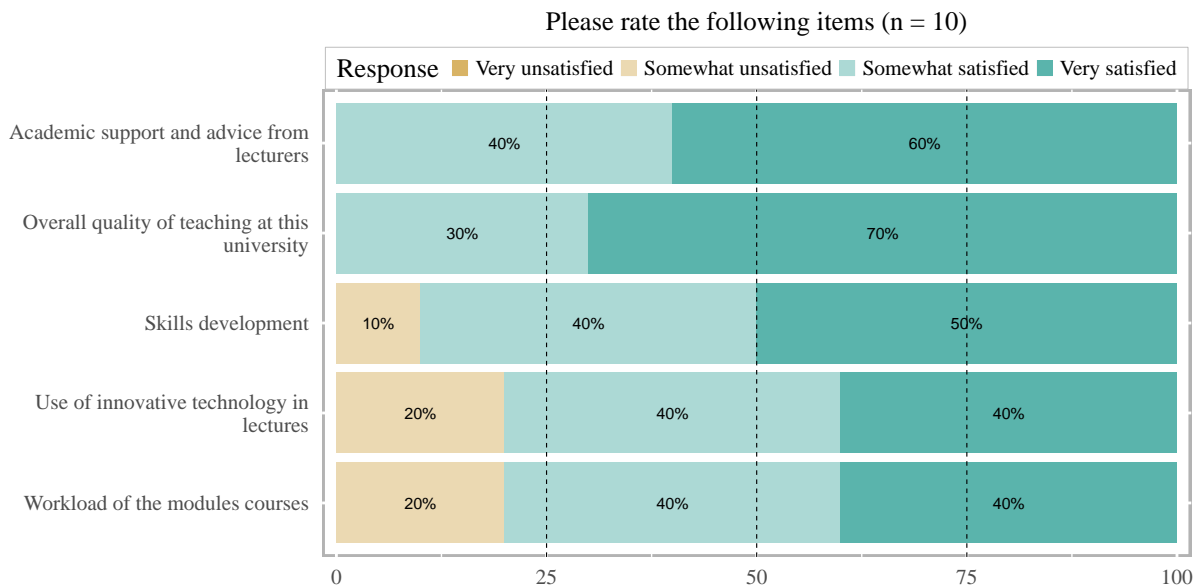 Please rate the following items (n = 10)
Response Very unsatisfied Somewhat unsatisfied Somewhat satisfied Very satisfied
Academic support and advice from
lecturers
40% 60%
Overall quality of teaching at this
university
30% 70%
Skills development
10% 40% 50%
Use of innovative technology in
lectures
20% 40% 40%
Workload of the modules courses
20% 40% 40%
0 25 50 75 100